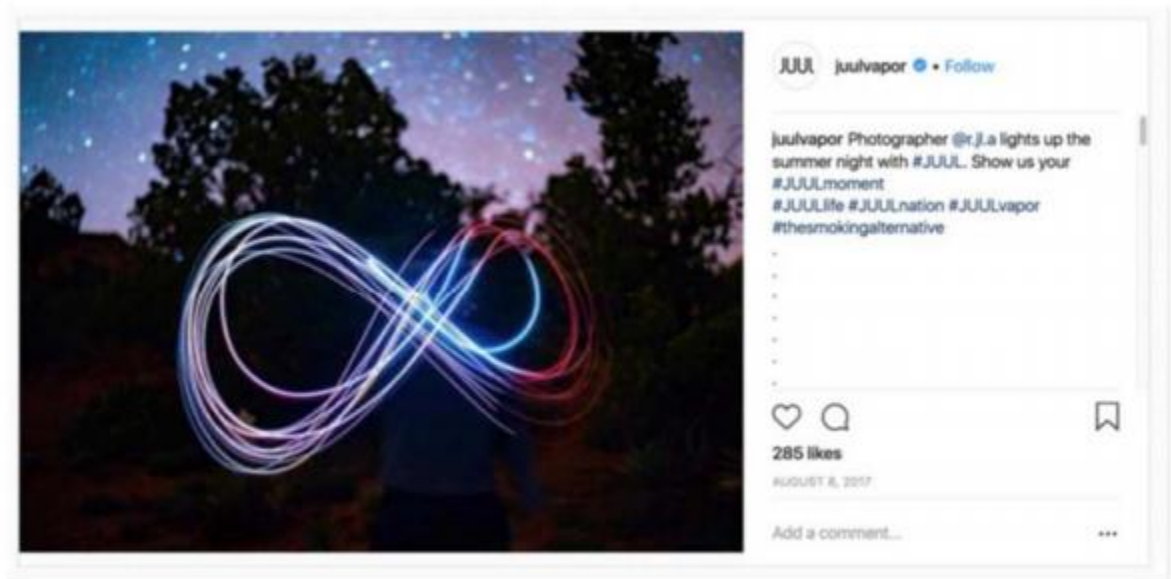 JUUL juulvapor • Follow
juulvapor Photographer @r.jl.a lights up the
summer night with #JUUL. Show us your
#JUULmoment
#JUULlife #JUULnation #JUULvapor
#thesmokingalternative
.
.
.
.
.
.
.
285 likes
AUGUST 8, 2017
Add a comment...